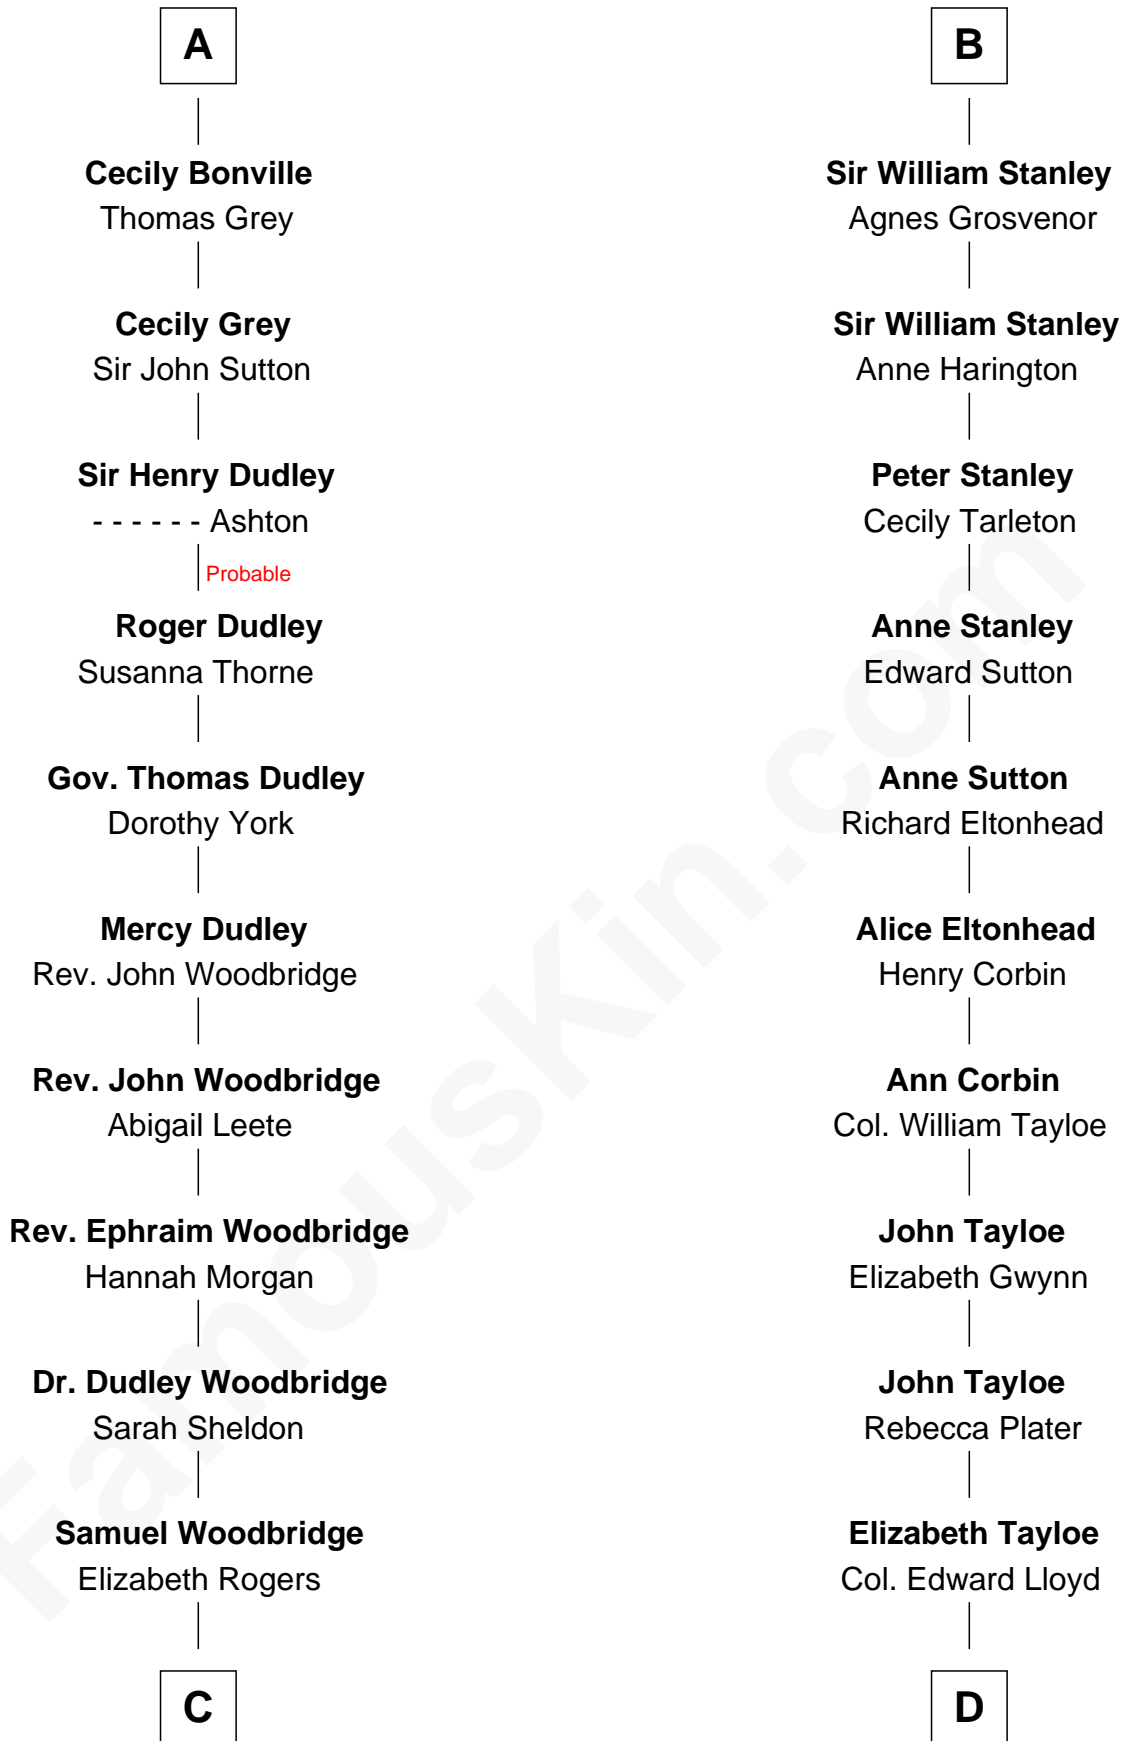 A
Cecily Bonville
Thomas Grey
Cecily Grey
Sir John Sutton
Sir Henry Dudley
- - - - - - Ashton
Probable
Roger Dudley
Susanna Thorne
Gov. Thomas Dudley
Dorothy York
Mercy Dudley
Rev. John Woodbridge
Rev. John Woodbridge
Abigail Leete
Rev. Ephraim Woodbridge
Hannah Morgan
Dr. Dudley Woodbridge
Sarah Sheldon
Samuel Woodbridge
Elizabeth Rogers
C
B
Sir William Stanley
Agnes Grosvenor
Sir William Stanley
Anne Harington
Peter Stanley
Cecily Tarleton
Anne Stanley
Edward Sutton
Anne Sutton
Richard Eltonhead
Alice Eltonhead
Henry Corbin
Ann Corbin
Col. William Tayloe
John Tayloe
Elizabeth Gwynn
John Tayloe
Rebecca Plater
Elizabeth Tayloe
Col. Edward Lloyd
D
FamousKin.com